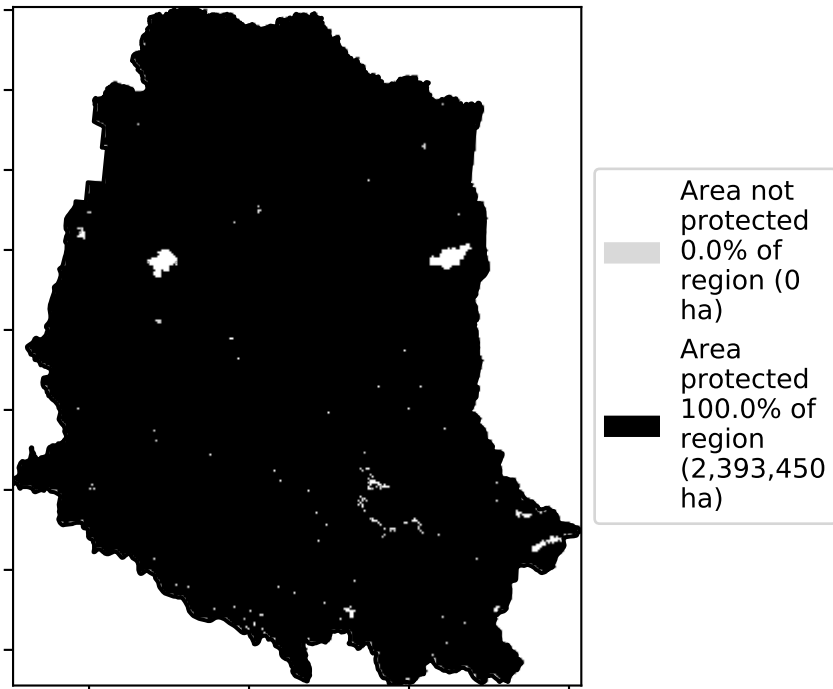 Area not
protected
0.0% of
region (0
ha)
Area
protected
100.0% of
region
(2,393,450
ha)